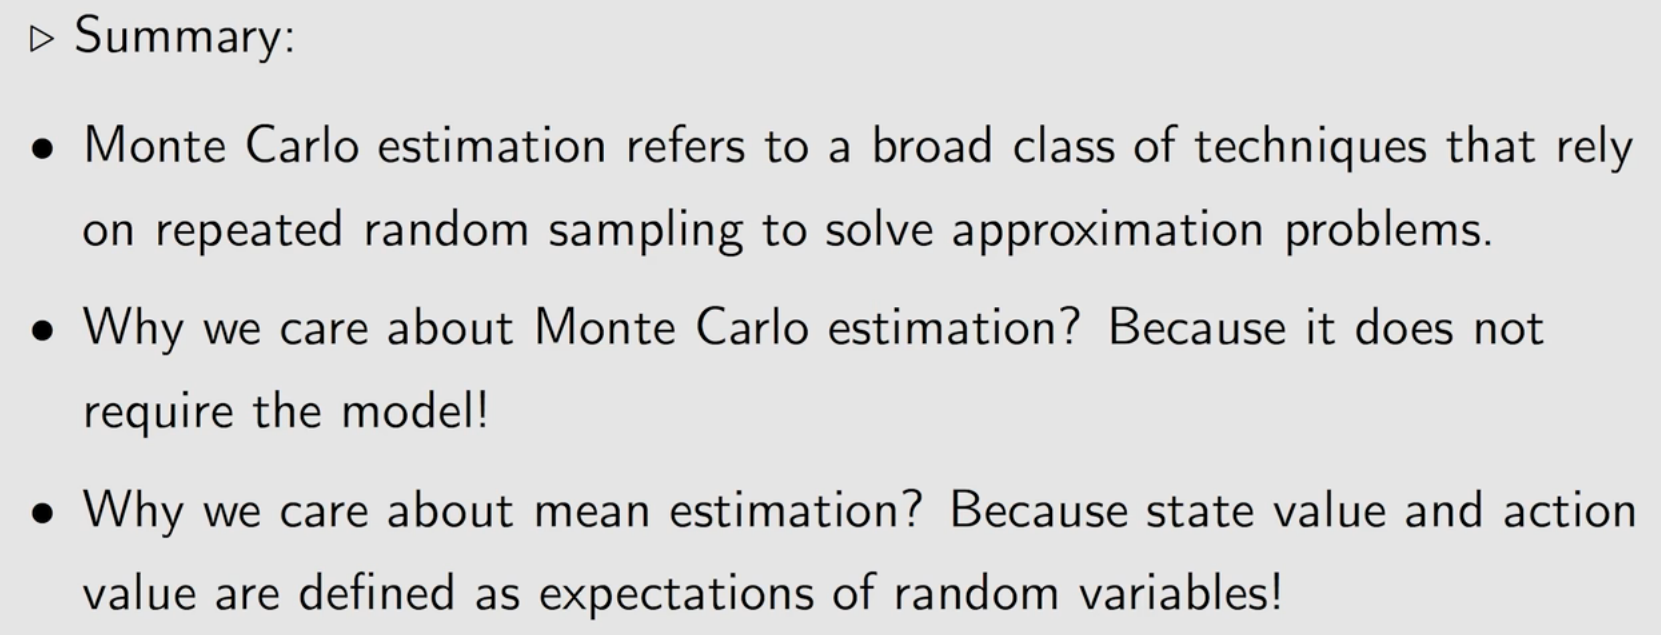 ▷ Summary:
● Monte Carlo estimation refers to a broad class of techniques that rely
on repeated random sampling to solve approximation problems.
● Why we care about Monte Carlo estimation? Because it does not
require the model!
● Why we care about mean estimation? Because state value and action
value are defined as expectations of random variables!